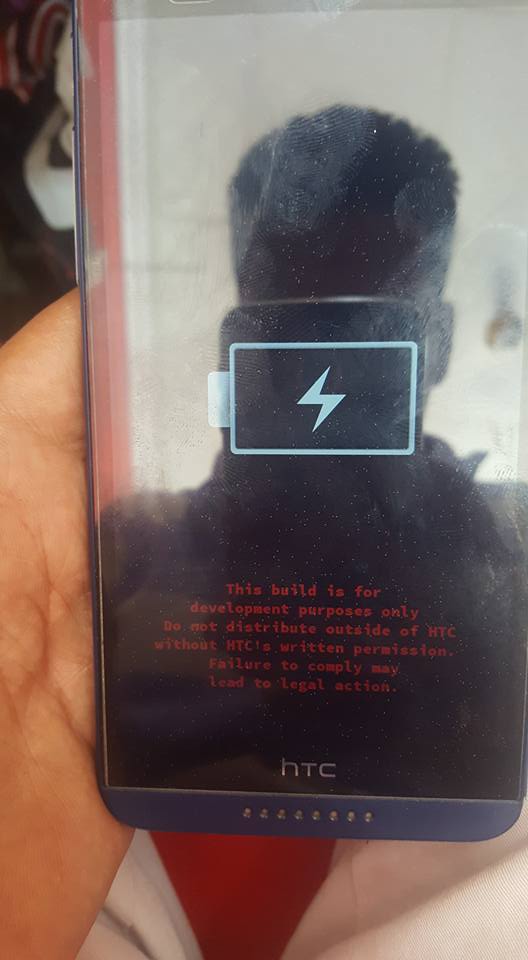 This build is for
development purposes only
Do not distribute outside of HTC
without HTC's written permission.
Failure to comply may
lead to legal action.
hTC